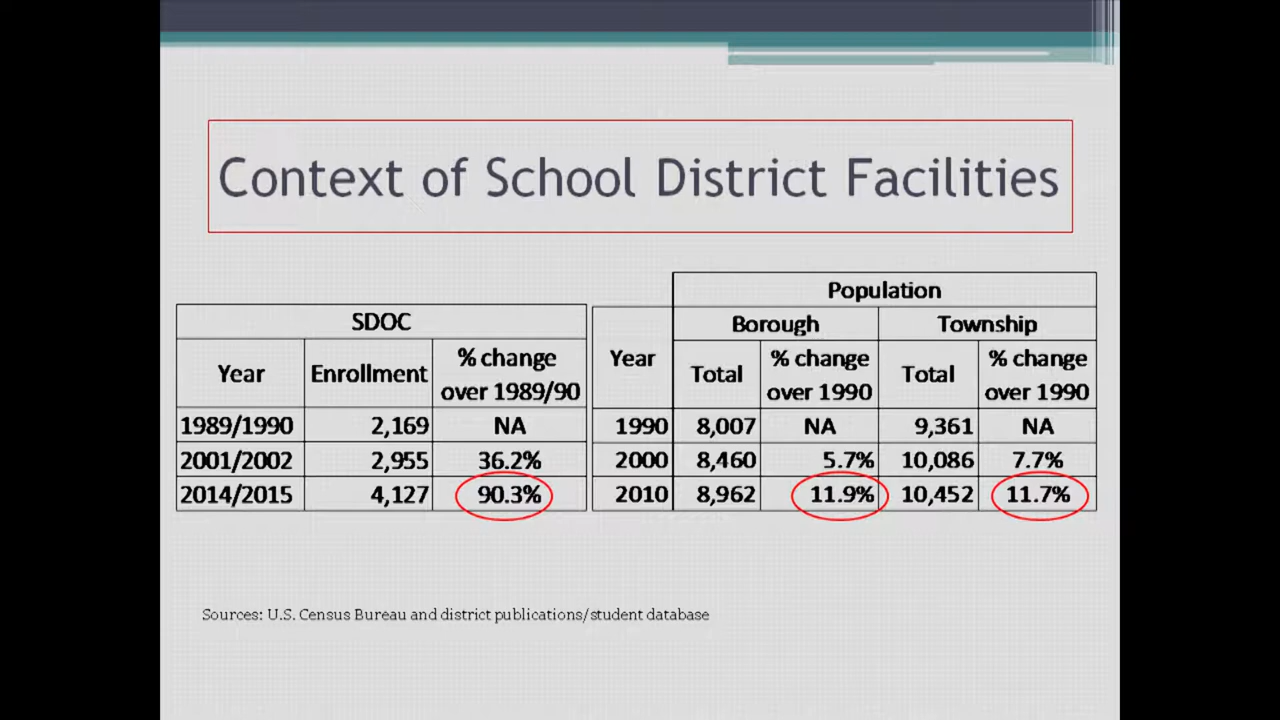 Context of School District Facilities
SDOC
Year Enrollment % change over 1989/90
1989/1990 2,169 NA
2001/2002 2,955 36.2%
2014/2015 4,127 90.3%
Population
Borough Township
Year Total % change over 1990 Total % change over 1990
1990 8,007 NA 9,361 NA
2000 8,460 5.7% 10,086 7.7%
2010 8,962 11.9% 10,452 11.7%
Sources: U.S. Census Bureau and district publications/student database